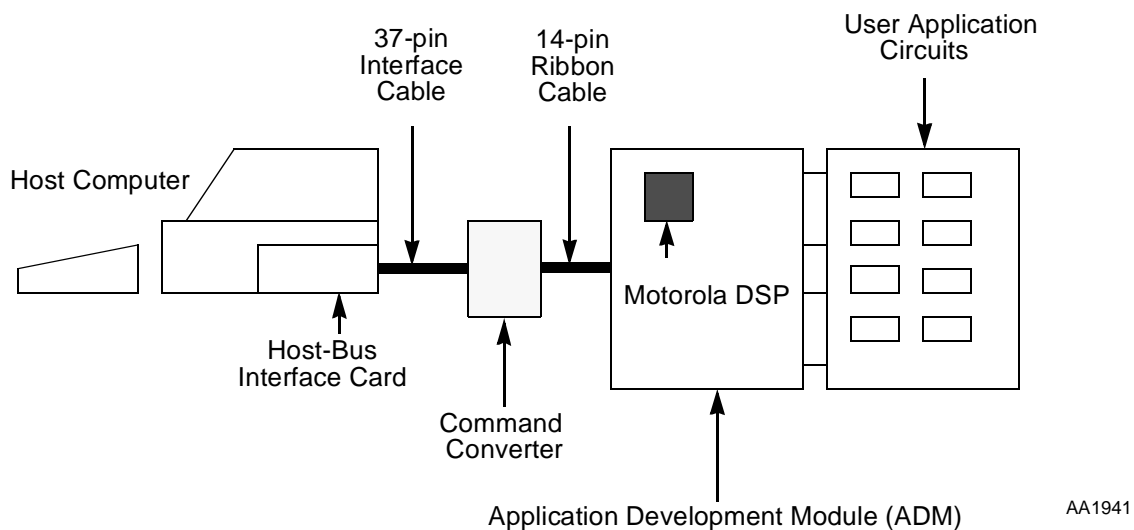 37-pin
Interface
Cable
14-pin
Ribbon
Cable
User Application
Circuits
Host Computer
Motorola DSP
Host-Bus
Interface Card
Command
Converter
Application Development Module (ADM)
AA1941